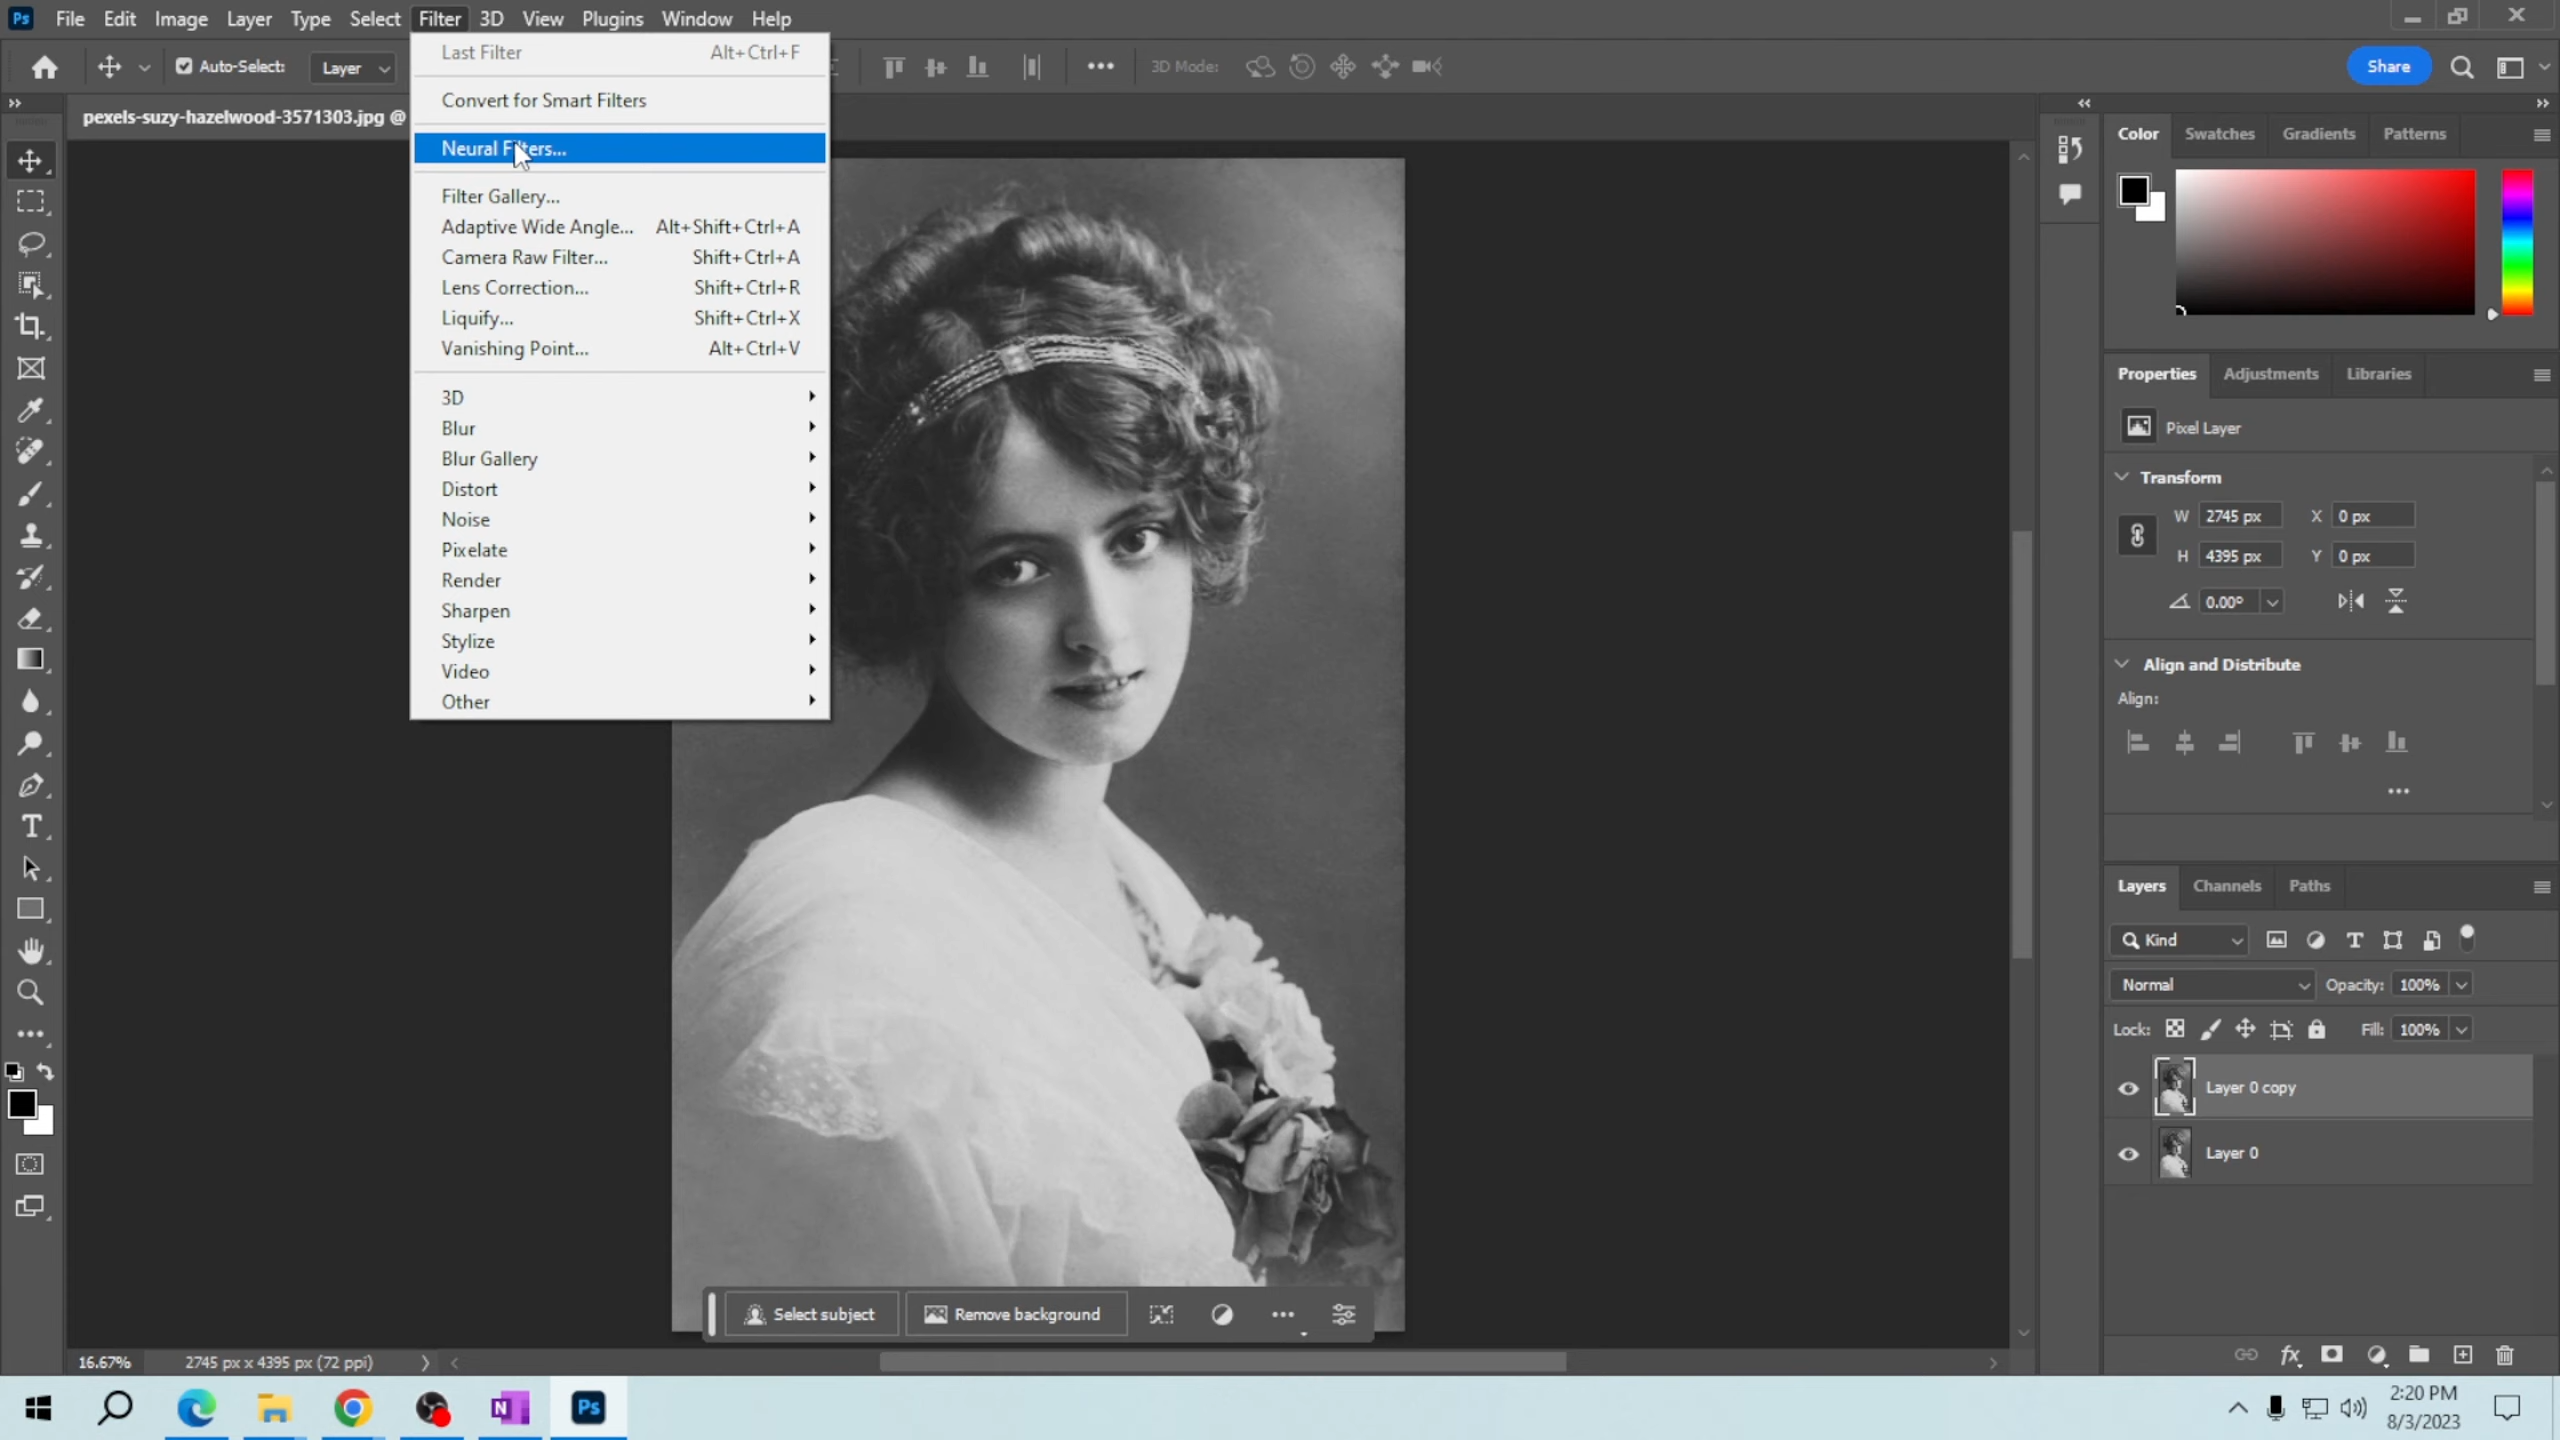 Ps File Edit Image Layer Type Select Filter 3D View Plugins Window Help
Auto-Select: Layer 3D Mode: Share
pexels-suzy-hazelwood-3571303.jpg @
Last Filter Alt+Ctrl+F
Convert for Smart Filters
Neural Filters...
Filter Gallery...
Adaptive Wide Angle... Alt+Shift+Ctrl+A
Camera Raw Filter... Shift+Ctrl+A
Lens Correction... Shift+Ctrl+R
Liquify... Shift+Ctrl+X
Vanishing Point... Alt+Ctrl+V
3D
Blur
Blur Gallery
Distort
Noise
Pixelate
Render
Sharpen
Stylize
Video
Other
Color Swatches Gradients Patterns
Properties Adjustments Libraries
Pixel Layer
Transform
W 2745 px X 0 px
H 4395 px Y 0 px
0.00°
Align and Distribute
Align:
Layers Channels Paths
Kind
Normal Opacity: 100%
Lock: Fill: 100%
Layer 0 copy
Layer 0
Select subject Remove background
16.67% 2745 px x 4395 px (72 ppi)
N Ps
2:20 PM
8/3/2023